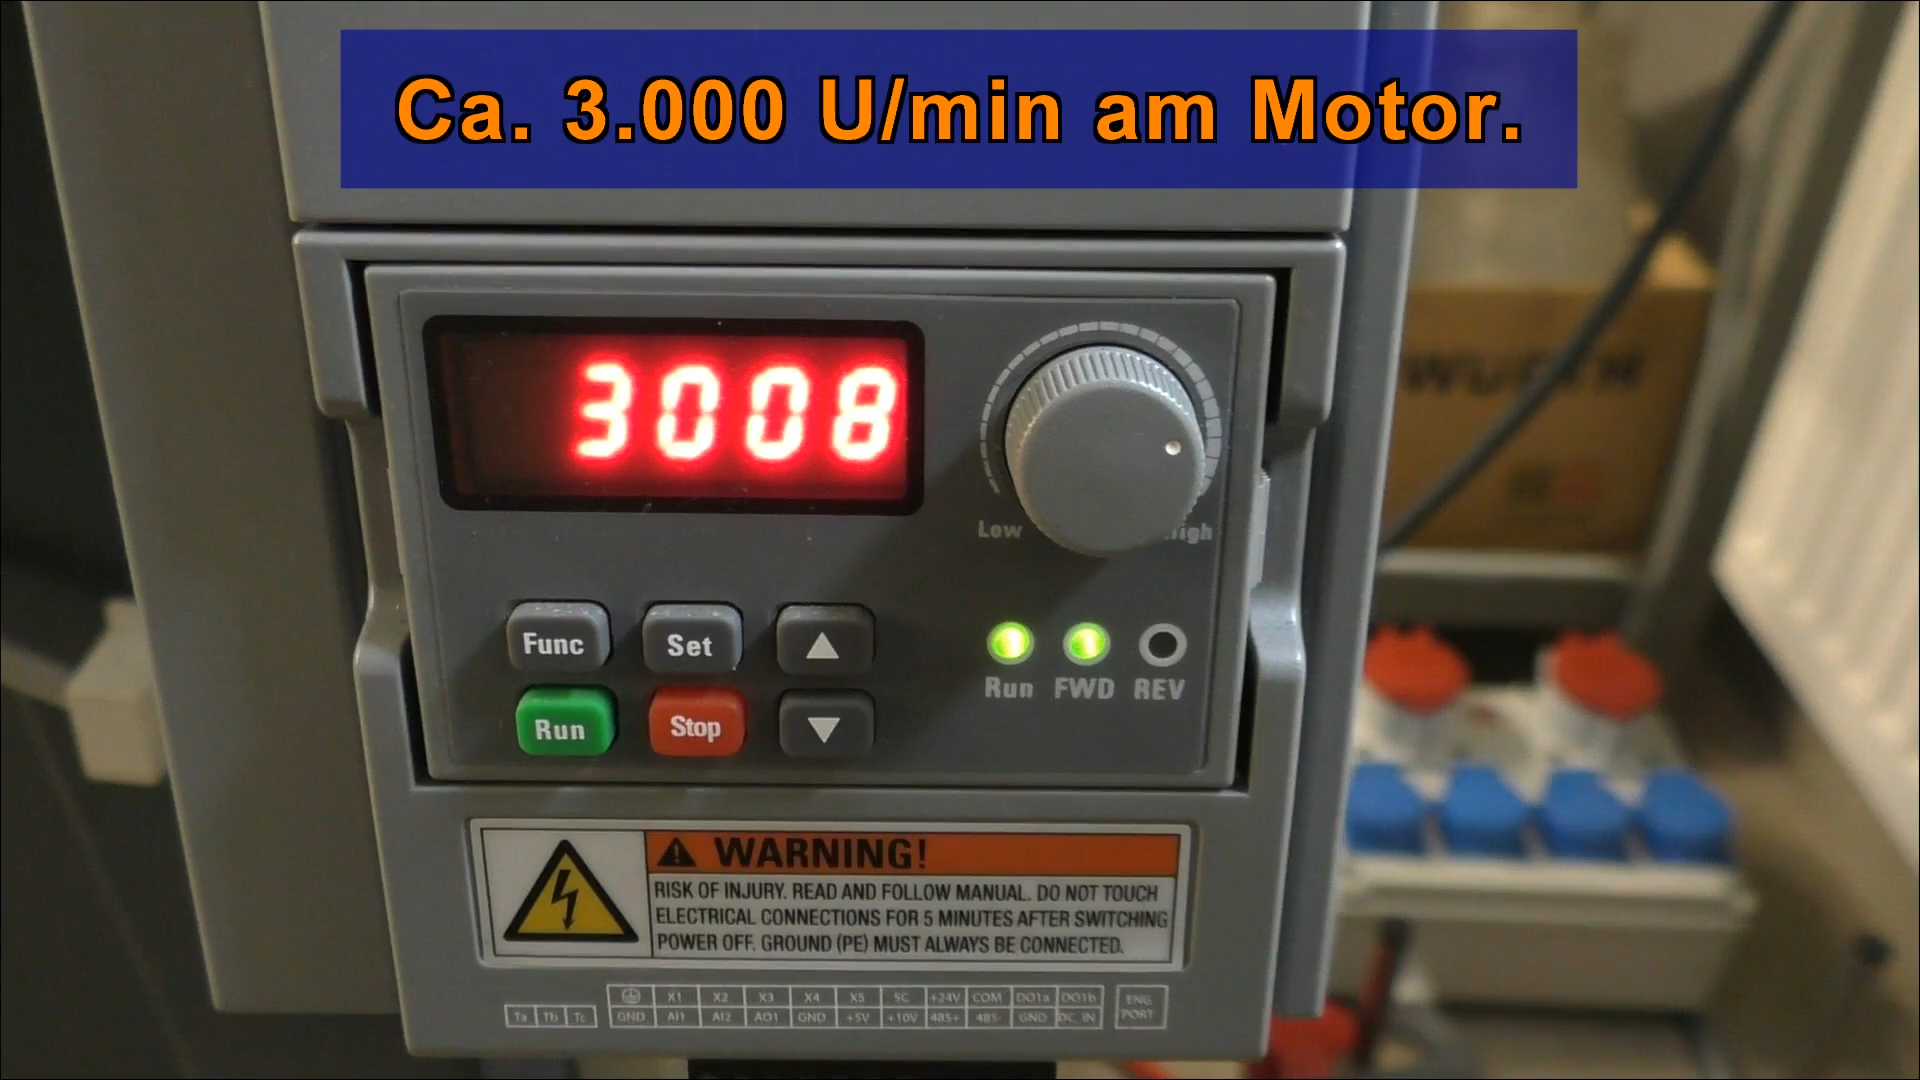 Ca. 3.000 U/min am Motor.
3008
Low
High
Func
Set
Run
Stop
Run FWD REV
WARNING!
RISK OF INJURY. READ AND FOLLOW MANUAL. DO NOT TOUCH
ELECTRICAL CONNECTIONS FOR 5 MINUTES AFTER SWITCHING
POWER OFF. GROUND (PE) MUST ALWAYS BE CONNECTED.
X1 X2 X3 X4 X5 SC +24V COM DO1a DO1b
Ta Tb Tc GND AI1 AI2 AO1 GND +5V +10V 485+ 485- GND DC IN
ENG
PORT